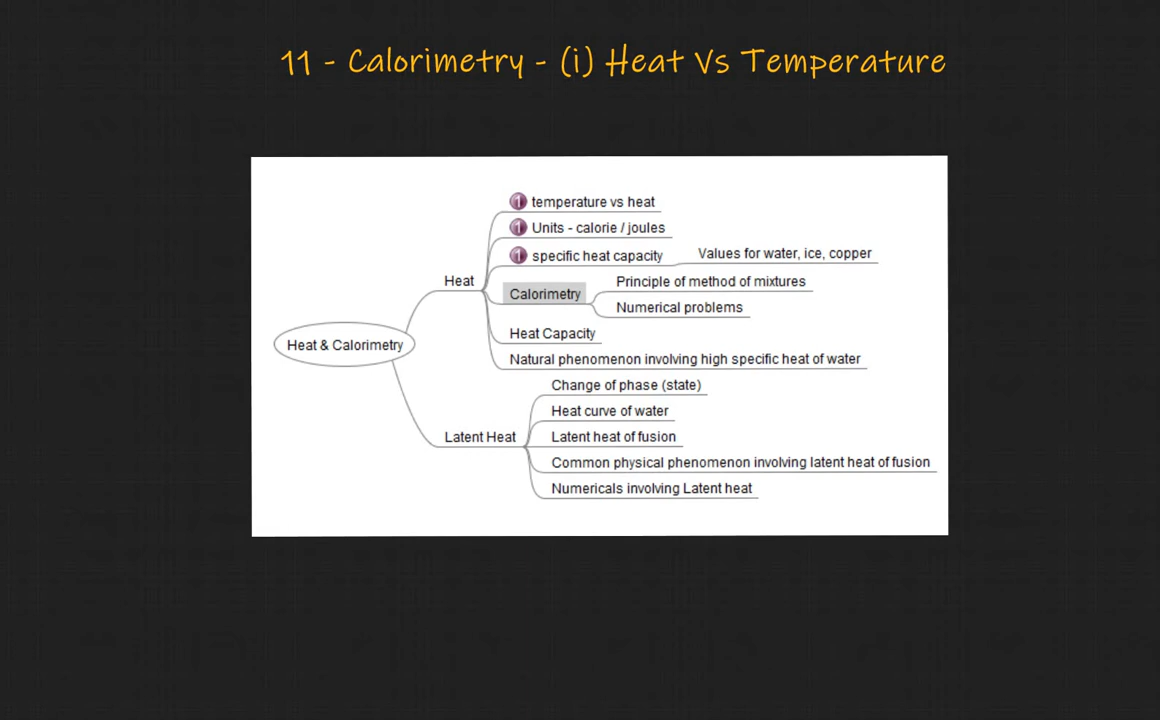 11 - Calorimetry - (i) Heat Vs Temperature
temperature vs heat
Units - calorie / joules
specific heat capacity
Values for water, ice, copper
Heat
Calorimetry
Principle of method of mixtures
Numerical problems
Heat Capacity
Heat & Calorimetry
Natural phenomenon involving high specific heat of water
Change of phase (state)
Heat curve of water
Latent Heat
Latent heat of fusion
Common physical phenomenon involving latent heat of fusion
Numericals involving Latent heat